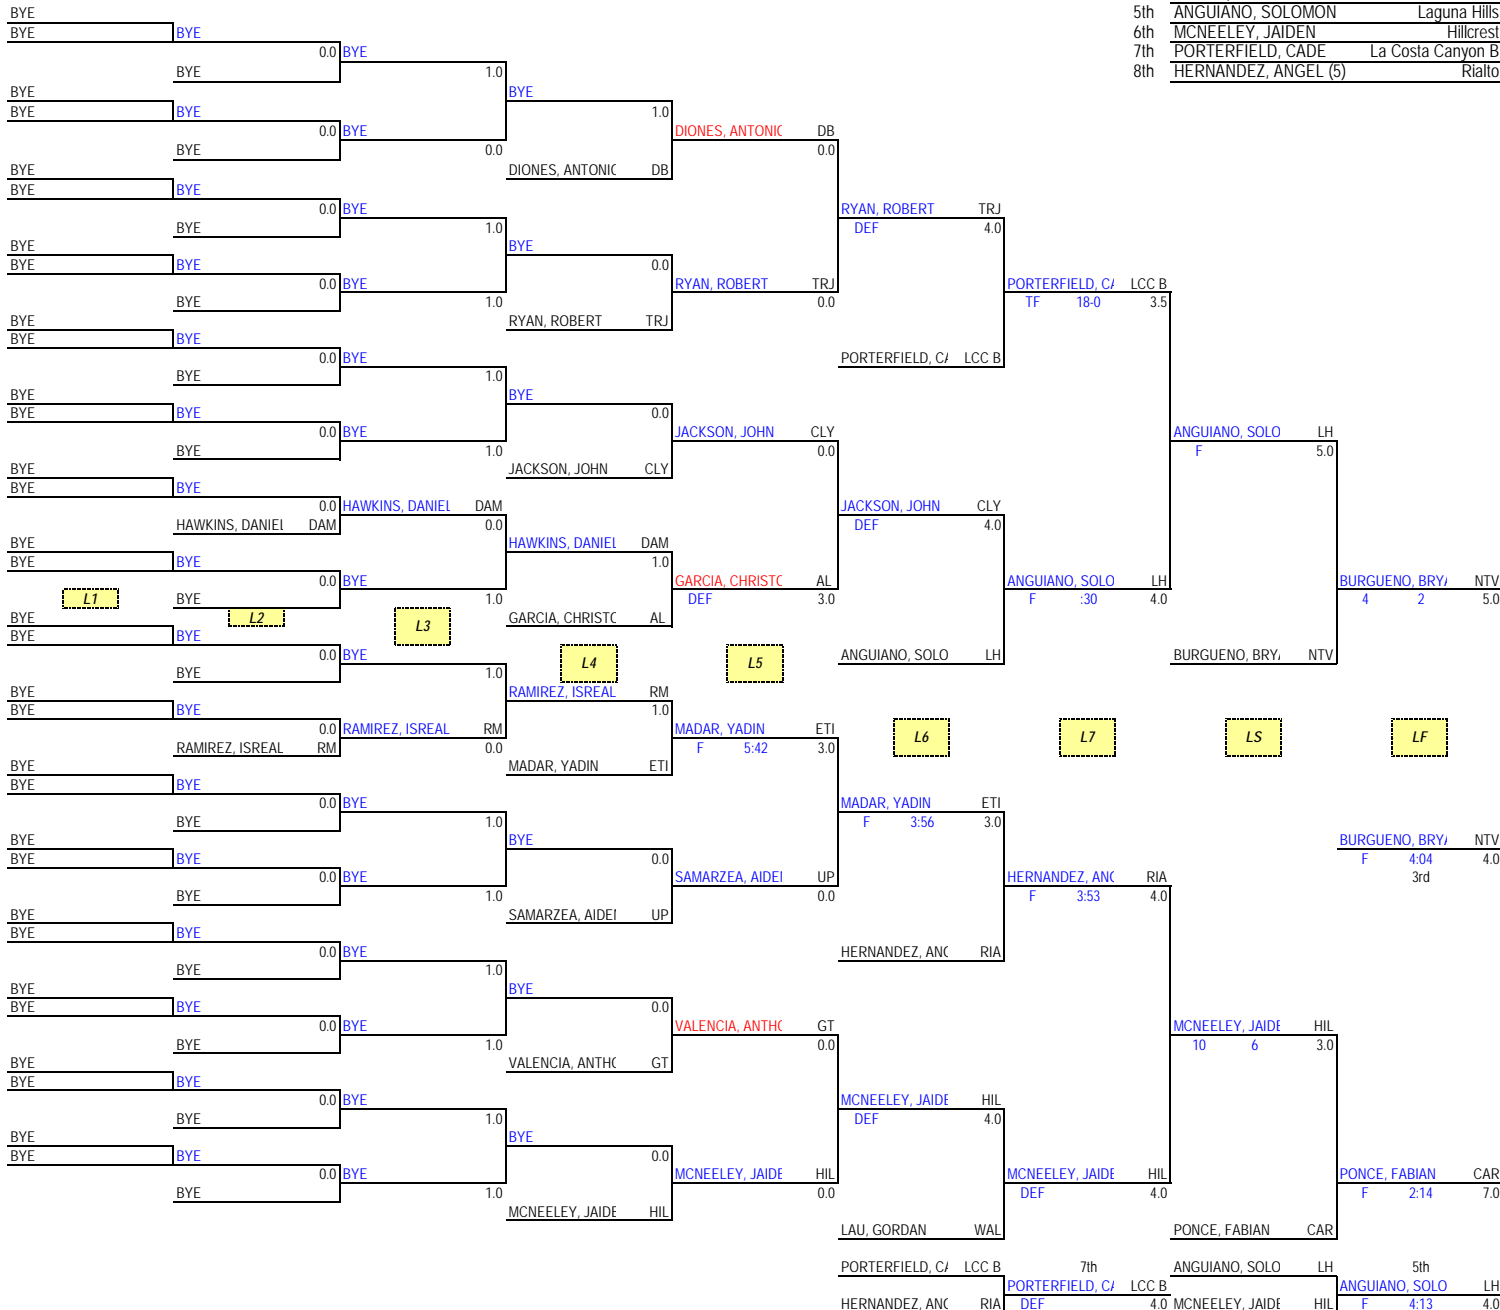 BYE
5th ANGUIANO, SOLOMON Laguna Hills
BYE BYE
6th MCNEELEY, JAIDEN Hillcrest
0.0 BYE
7th PORTERFIELD, CADE La Costa Canyon B
BYE 1.0
8th HERNANDEZ, ANGEL (5) Rialto
BYE BYE
BYE BYE 1.0
0.0 BYE DIONES, ANTONIC DB
BYE 0.0 0.0
BYE DIONES, ANTONIC DB
BYE BYE
0.0 BYE RYAN, ROBERT TRJ
BYE 1.0 DEF 4.0
BYE BYE
BYE BYE 0.0
0.0 BYE RYAN, ROBERT TRJ PORTERFIELD, CA LCC B
BYE 1.0 0.0 TF 18-0 3.5
BYE RYAN, ROBERT TRJ
BYE BYE
0.0 BYE PORTERFIELD, CA LCC B
BYE 1.0
BYE BYE
BYE BYE 0.0
0.0 BYE JACKSON, JOHN CLY ANGUIANO, SOLO LH
BYE 1.0 0.0 F 5.0
BYE JACKSON, JOHN CLY
BYE BYE
0.0 HAWKINS, DANIEL DAM JACKSON, JOHN CLY
HAWKINS, DANIEL DAM 0.0 DEF 4.0
BYE HAWKINS, DANIEL DAM
BYE BYE 1.0
0.0 BYE GARCIA, CHRISTC AL ANGUIANO, SOLO LH BURGUENO, BRY/ NTV
L1 BYE 1.0 DEF 3.0 F :30 4.0 4 2 5.0
BYE L2 L3 GARCIA, CHRISTC AL
BYE BYE
0.0 BYE L4 L5 ANGUIANO, SOLO LH BURGUENO, BRY/ NTV
BYE 1.0
BYE RAMIREZ, ISREAL RM
BYE BYE 1.0
0.0 RAMIREZ, ISREAL RM MADAR, YADIN ETI L6 L7 LS LF
RAMIREZ, ISREAL RM 0.0 F 5:42 3.0
BYE MADAR, YADIN ETI
BYE BYE
0.0 BYE MADAR, YADIN ETI
BYE 1.0 F 3:56 3.0
BYE BYE BURGUENO, BRY/ NTV
BYE BYE 0.0 F 4:04 4.0
0.0 BYE SAMARZEA, AIDEI UP HERNANDEZ, ANC RIA 3rd
BYE 1.0 0.0 F 3:53 4.0
BYE SAMARZEA, AIDEI UP
BYE BYE
0.0 BYE HERNANDEZ, ANC RIA
BYE 1.0
BYE BYE
BYE BYE 0.0
0.0 BYE VALENCIA, ANTHC GT MCNEELEY, JAIDE HIL
BYE 1.0 0.0 10 6 3.0
BYE VALENCIA, ANTHC GT
BYE BYE
0.0 BYE MCNEELEY, JAIDE HIL
BYE 1.0 DEF 4.0
BYE BYE
BYE BYE 0.0
0.0 BYE MCNEELEY, JAIDE HIL MCNEELEY, JAIDE HIL PONCE, FABIAN CAR
BYE 1.0 0.0 DEF 4.0 F 2:14 7.0
MCNEELEY, JAIDE HIL
LAU, GORDAN WAL PONCE, FABIAN CAR
PORTERFIELD, CA LCC B 7th ANGUIANO, SOLO LH 5th
PORTERFIELD, CA LCC B ANGUIANO, SOLO LH
HERNANDEZ, ANC RIA DEF 4.0 MCNEELEY, JAIDE HIL F 4:13 4.0